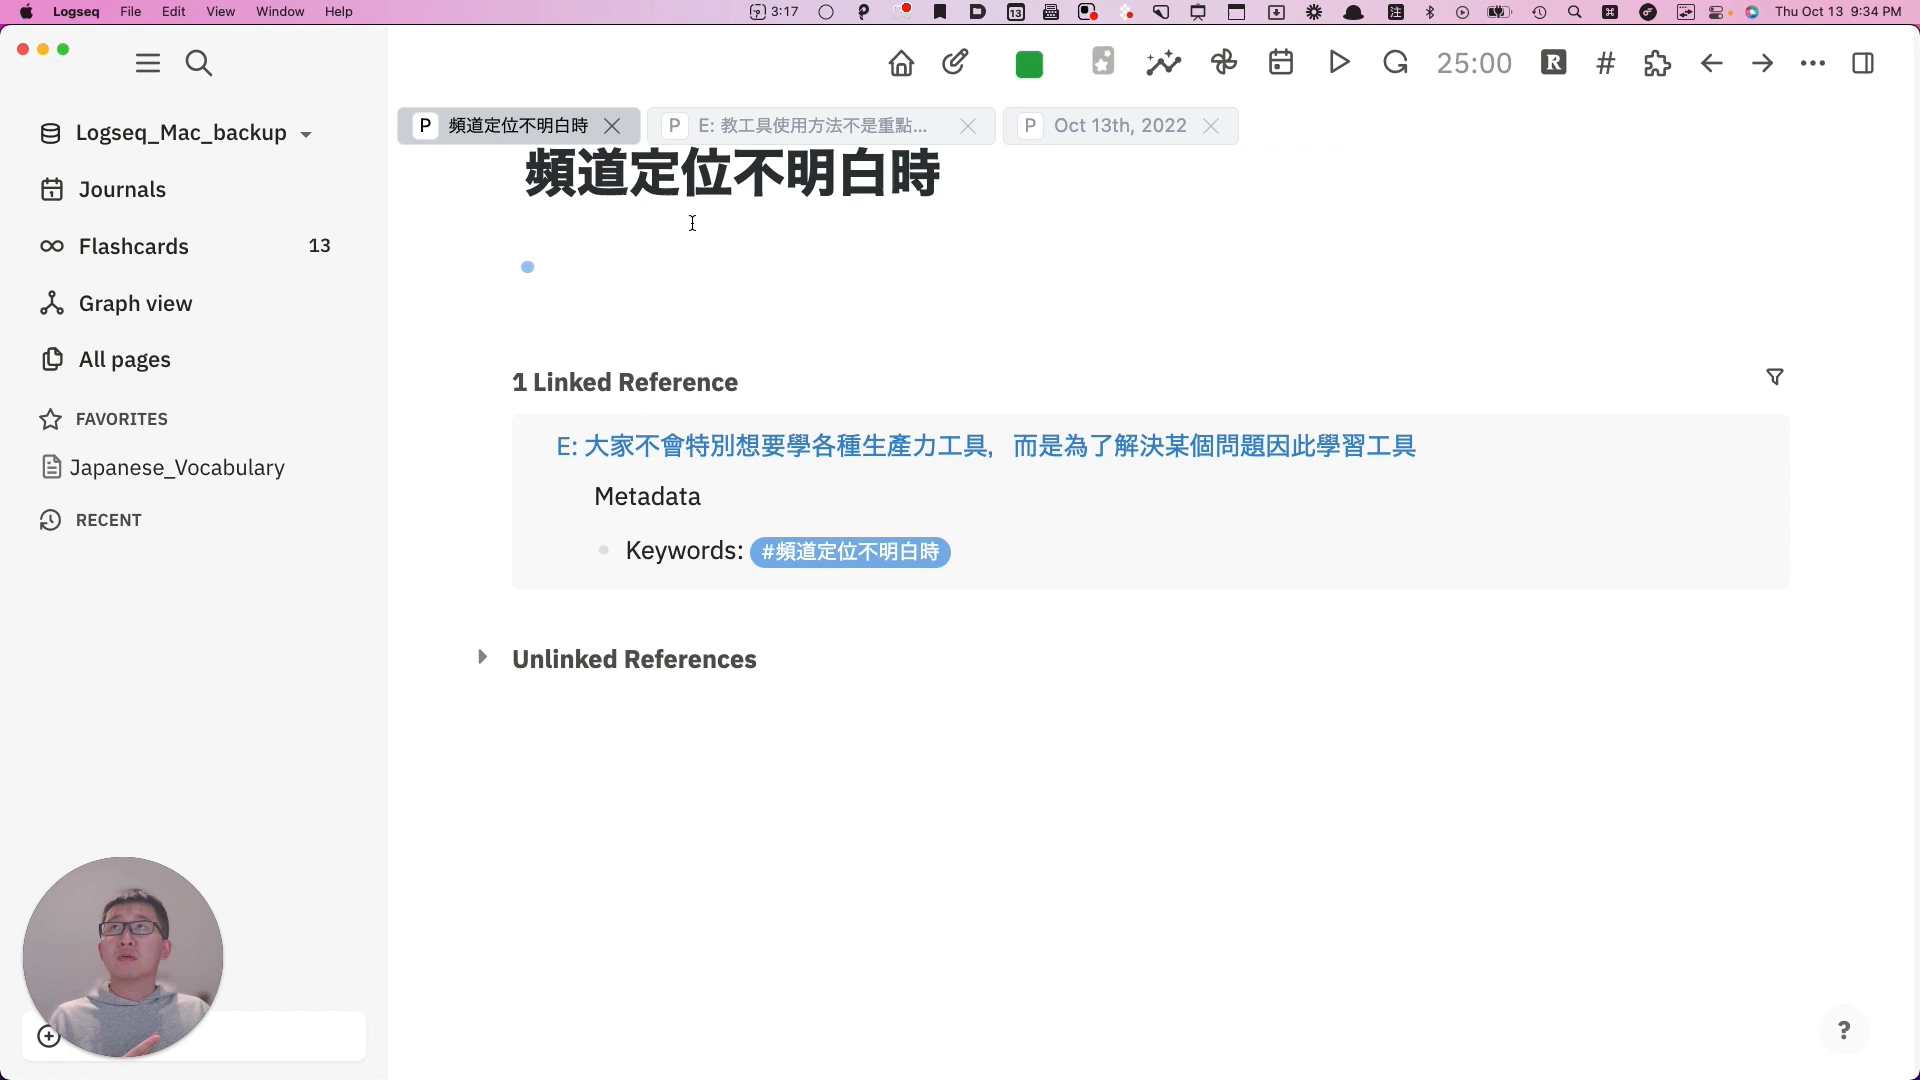 Logseq File Edit View Window Help 3:17 13 注 Thu Oct 13 9:34 PM
25:00 R #
Logseq_Mac_backup
Journals
Flashcards 13
Graph view
All pages
FAVORITES
Japanese_Vocabulary
RECENT
P 頻道定位不明白時
P E: 教工具使用方法不是重點...
P Oct 13th, 2022
頻道定位不明白時
1 Linked Reference
E: 大家不會特別想要學各種生產力工具，而是為了解決某個問題因此學習工具
Metadata
Keywords: #頻道定位不明白時
Unlinked References
?